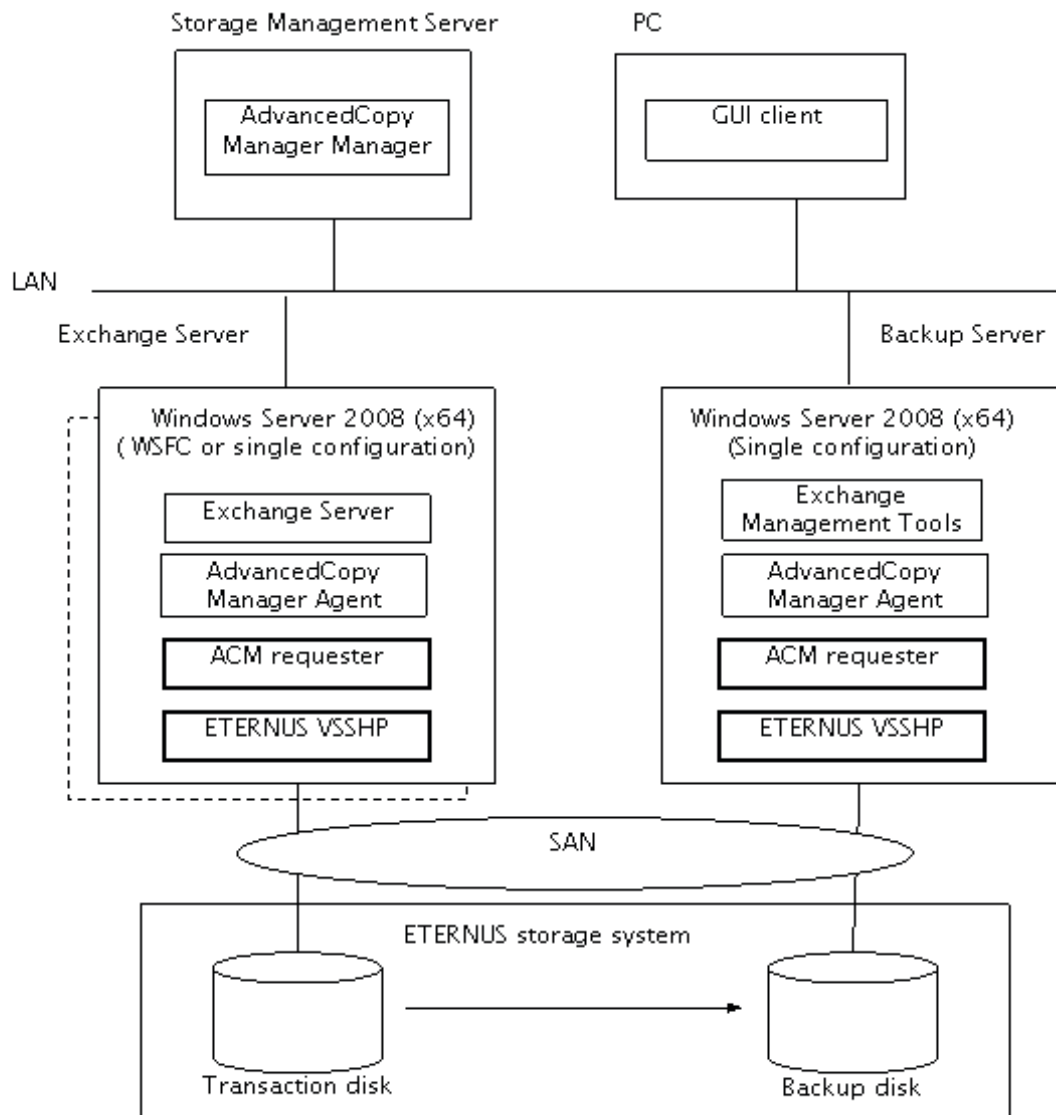 Storage Management Server
PC
AdvancedCopy
Manager Manager
GUI client
LAN
Exchange Server
Backup Server
Windows Server 2008 (x64)
( WSFC or single configuration)
Exchange Server
AdvancedCopy
Manager Agent
ACM requester
ETERNUS VSSHP
Windows Server 2008 (x64)
(Single configuration)
Exchange
Management Tools
AdvancedCopy
Manager Agent
ACM requester
ETERNUS VSSHP
SAN
ETERNUS storage system
Transaction disk
Backup disk